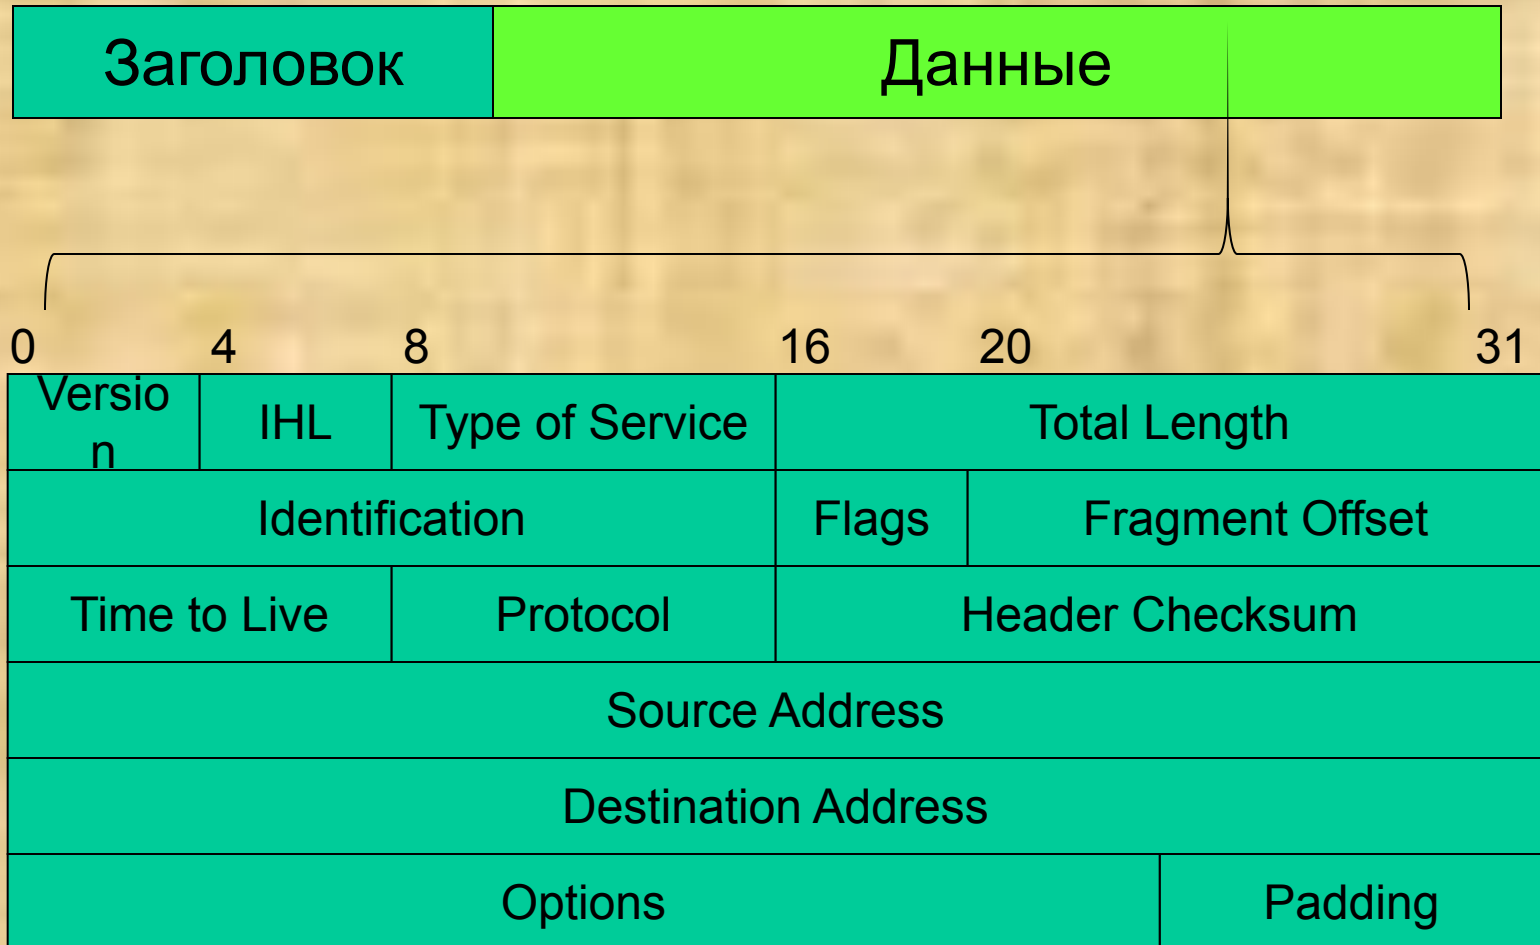 Заголовок Данные
0 4 8 16 20 31
Versio
n IHL Type of Service Total Length
Identification Flags Fragment Offset
Time to Live Protocol Header Checksum
Source Address
Destination Address
Options Padding